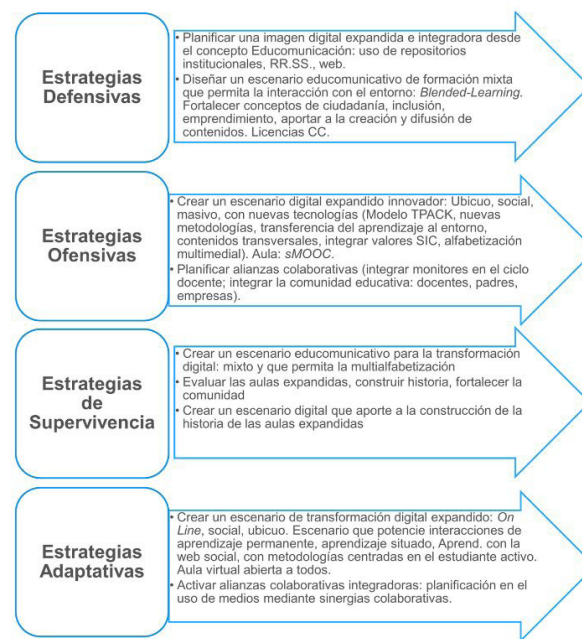 Estrategias
Defensivas
• Planificar una imagen digital expandida e integradora desde
el concepto Educomunicación: uso de repositorios
institucionales, RR.SS., web.
• Diseñar un escenario educomunicativo de formación mixta
que permita la interacción con el entorno: Blended-Learning.
Fortalecer conceptos de ciudadanía, inclusión,
emprendimiento, aportar a la creación y difusión de
contenidos. Licencias CC.
Estrategias
Ofensivas
• Crear un escenario digital expandido innovador: Ubicuo, social,
masivo, con nuevas tecnologías (Modelo TPACK, nuevas
metodologías, transferencia del aprendizaje al entorno,
contenidos transversales, integrar valores SIC, alfabetización
multimedial). Aula: sMOOC.
• Planificar alianzas colaborativas (integrar monitores en el ciclo
docente; integrar la comunidad educativa: docentes, padres,
empresas).
Estrategias
de
Supervivencia
• Crear un escenario educomunicativo para la transformación
digital: mixto y que permita la multialfabetización
• Evaluar las aulas expandidas, construir historia, fortalecer la
comunidad
• Crear un escenario digital que aporte a la construcción de la
historia de las aulas expandidas
Estrategias
Adaptativas
• Crear un escenario de transformación digital expandido: On
Line, social, ubicuo. Escenario que potencie interacciones de
aprendizaje permanente, aprendizaje situado, Aprend. con la
web social, con metodologías centradas en el estudiante activo.
Aula virtual abierta a todos.
• Activar alianzas colaborativas integradoras: planificación en el
uso de medios mediante sinergias colaborativas.